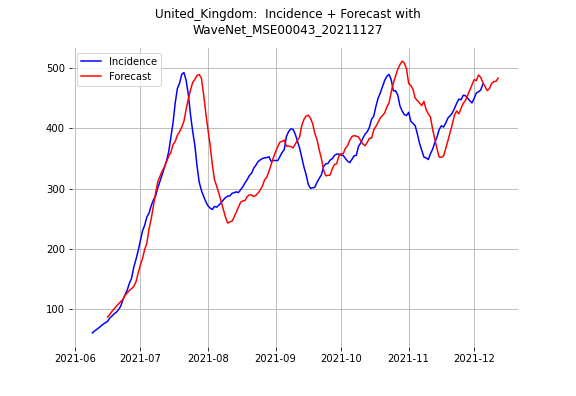 United_Kingdom:  Incidence + Forecast with
WaveNet_MSE00043_20211127
Incidence
Forecast
500
400
300
200
100
2021-06 2021-07 2021-08 2021-09 2021-10 2021-11 2021-12